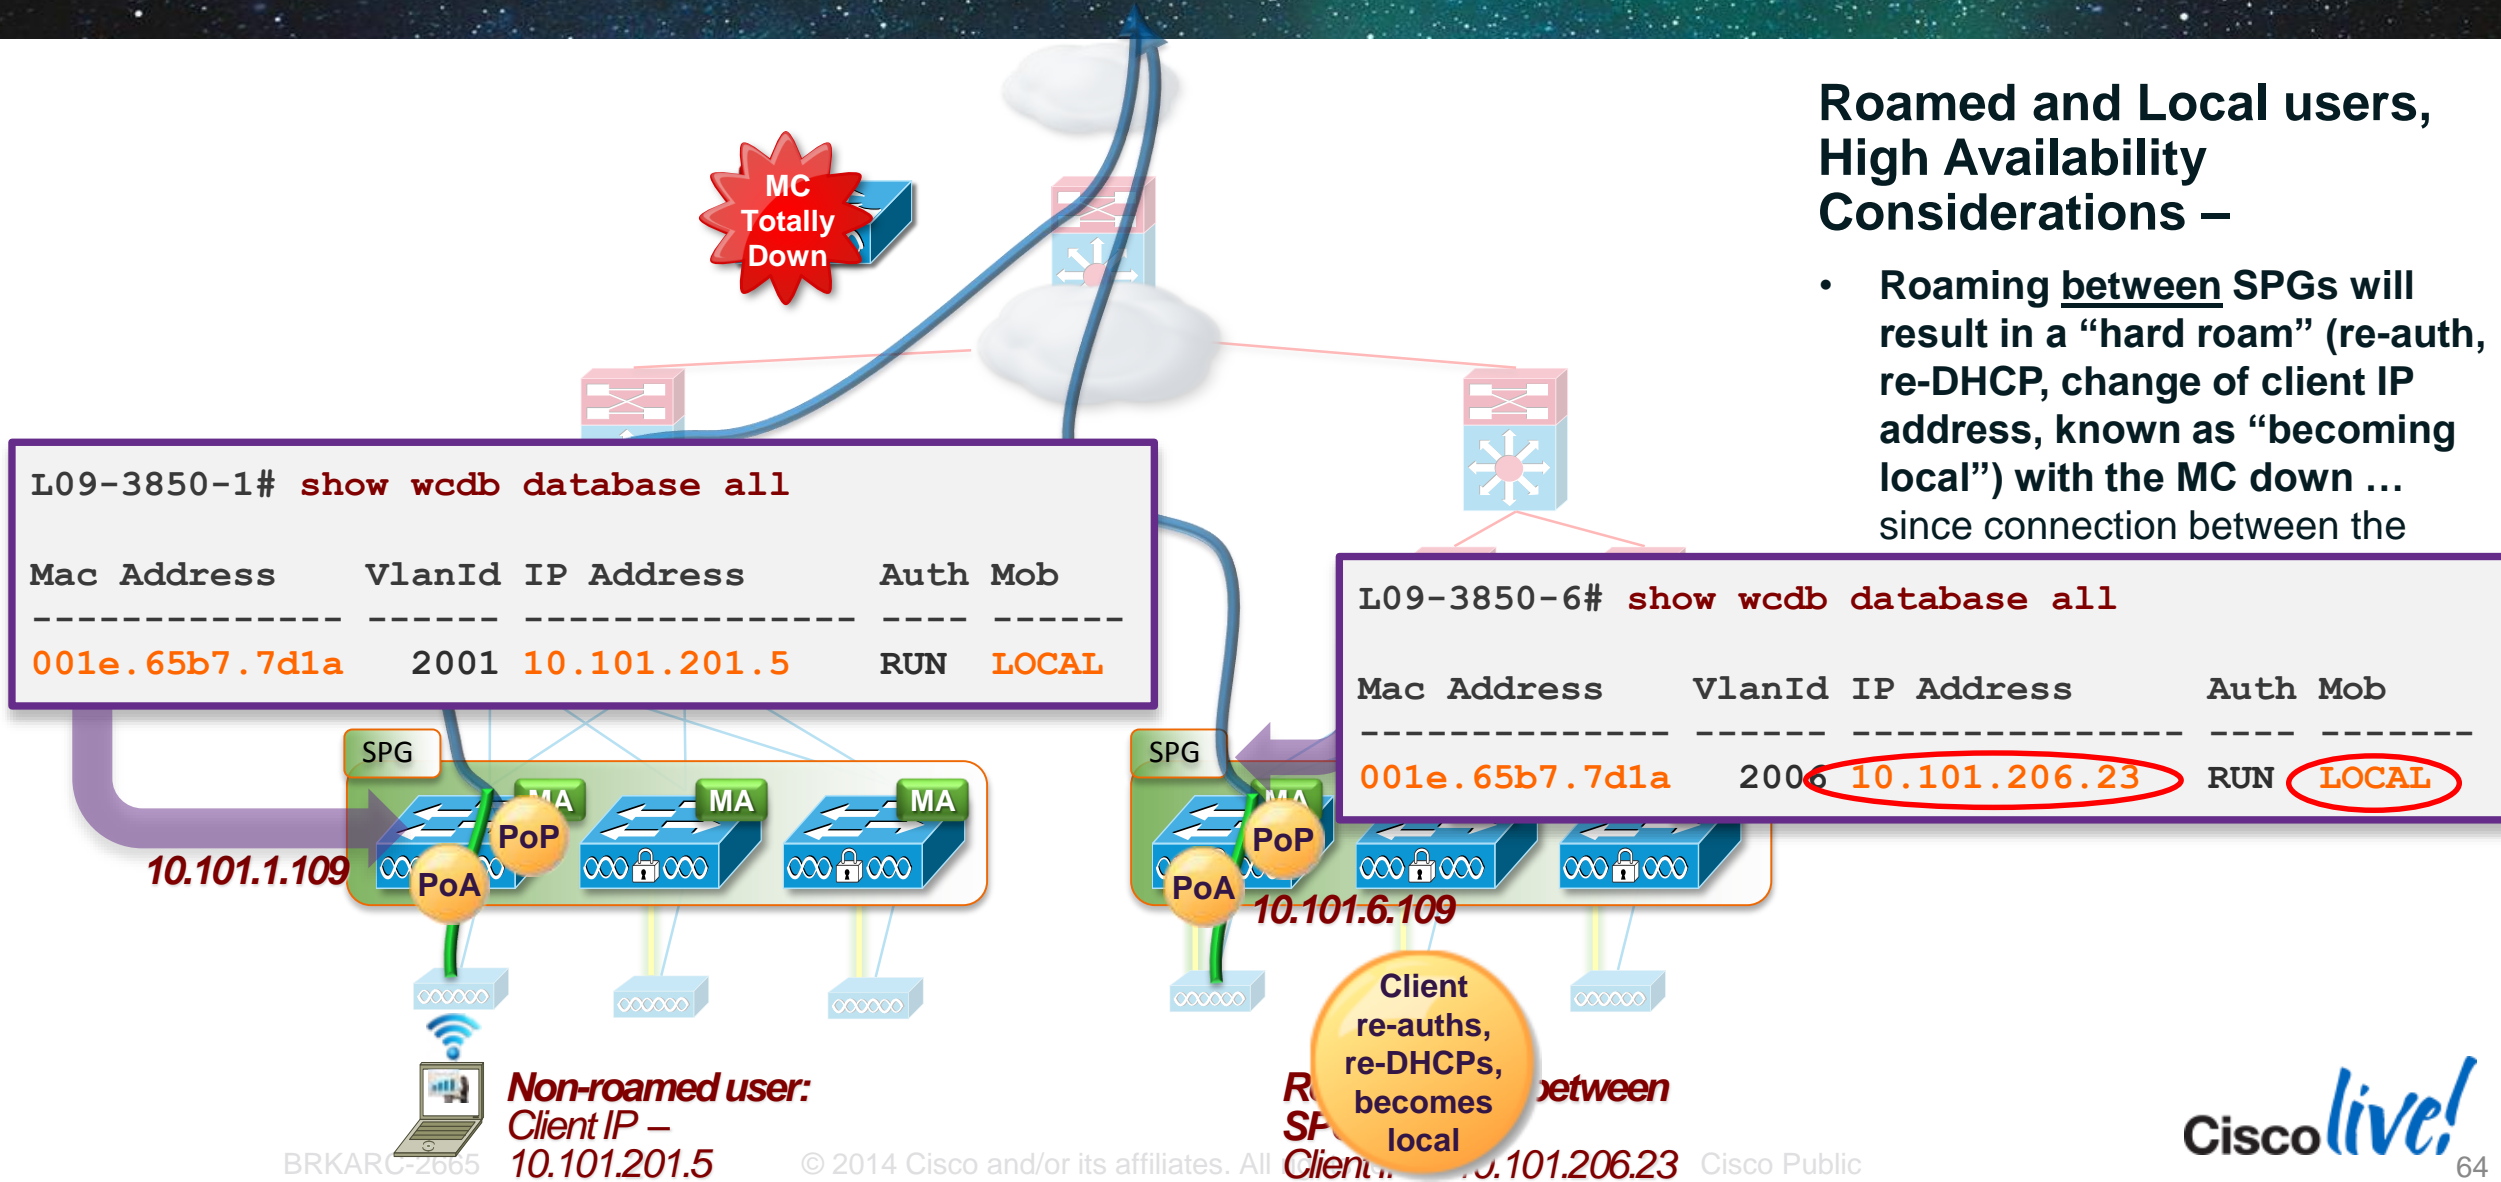 Roamed and Local users,
High Availability
Considerations –
• Roaming between SPGs will
result in a “hard roam” (re-auth,
re-DHCP, change of client IP
address, known as “becoming
local”) with the MC down …
since connection between the
MC
Totally
Down
L09-3850-1# show wcdb database all
Mac Address VlanId IP Address Auth Mob
-------------- ------ --------------- ---- ------
001e.65b7.7d1a 2001 10.101.201.5 RUN LOCAL
L09-3850-6# show wcdb database all
Mac Address VlanId IP Address Auth Mob
-------------- ------ --------------- ---- -------
001e.65b7.7d1a 2006 10.101.206.23 RUN LOCAL
SPG
MA
MA
MA
PoP
PoA
10.101.1.109
SPG
MA
PoP
PoA
10.101.6.109
Non-roamed user:
Client IP –
10.101.201.5
Client
re-auths,
re-DHCPs,
becomes
local
between
Client 10.101.206.23
BRKARC-2665
© 2014 Cisco and/or its affiliates. All
Cisco Public
Cisco live!
64